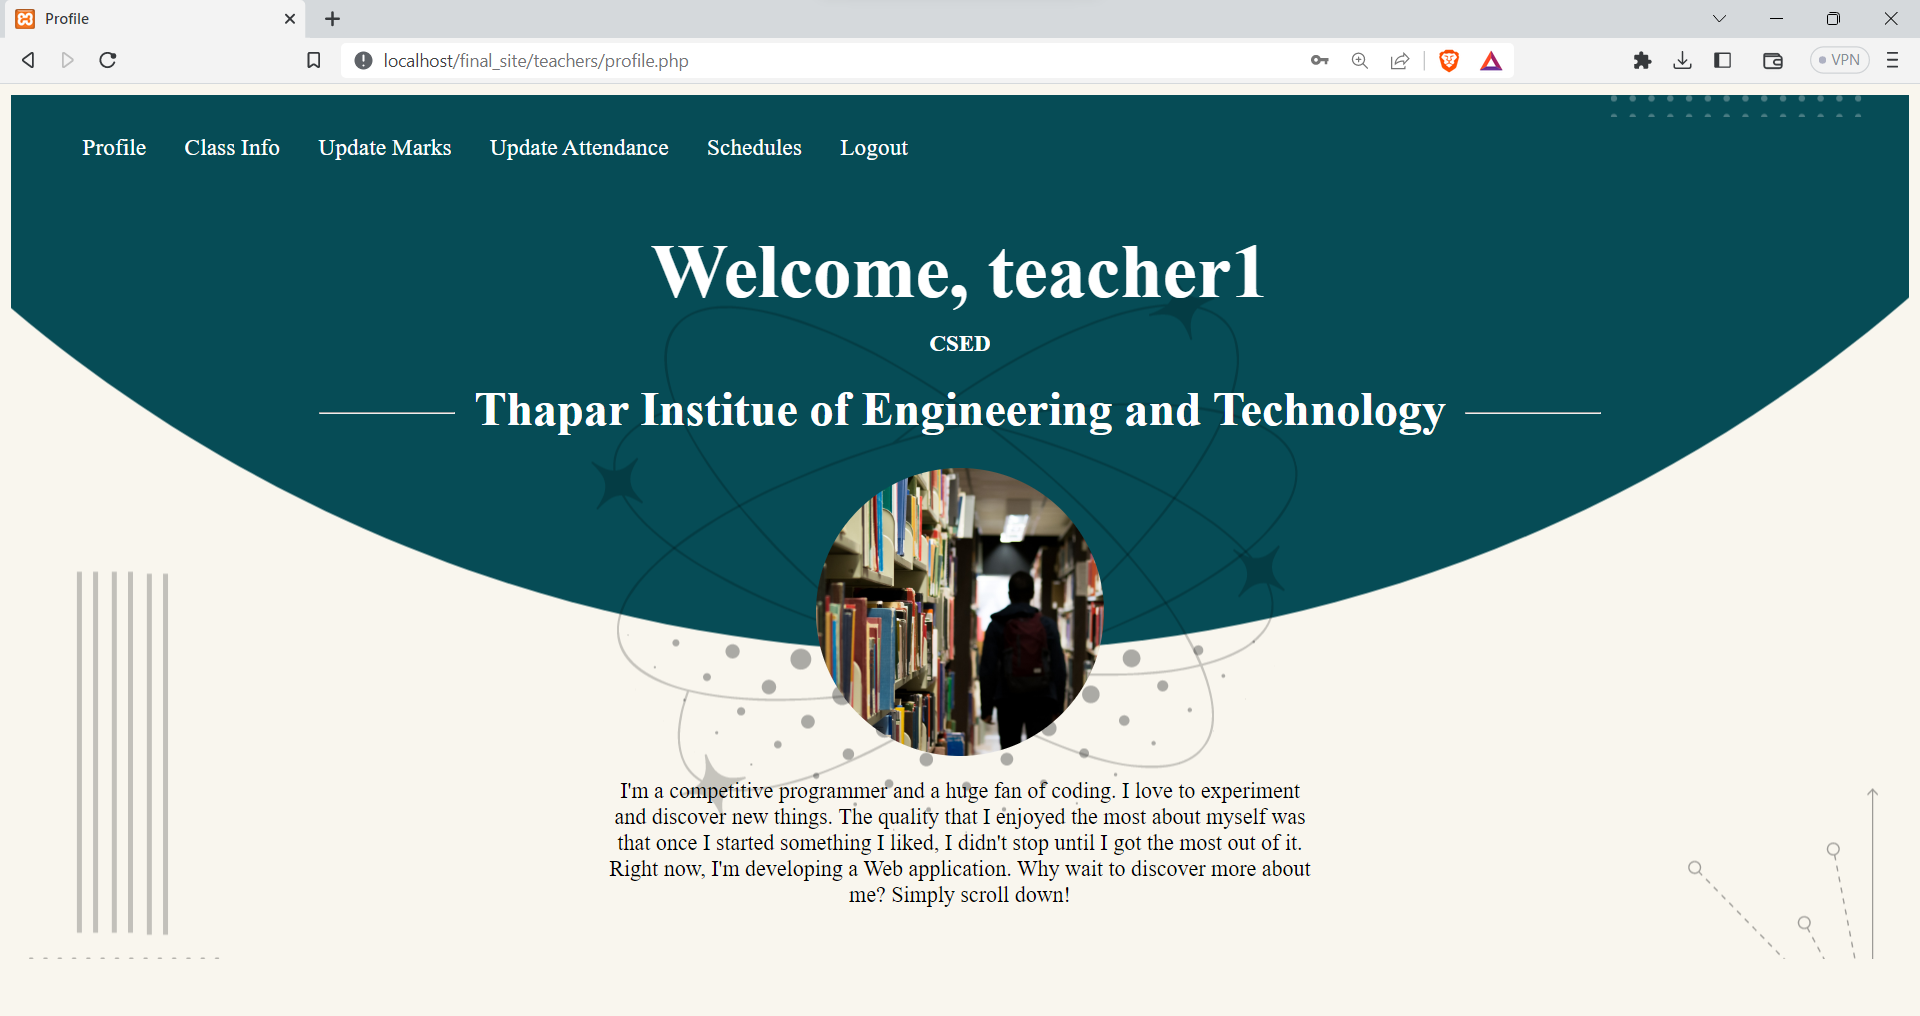 Profile
localhost/final_site/teachers/profile.php
VPN
Profile Class Info Update Marks Update Attendance Schedules Logout
Welcome, teacher1
CSED
Thapar Institue of Engineering and Technology
I'm a competitive programmer and a huge fan of coding. I love to experiment
and discover new things. The quality that I enjoyed the most about myself was
that once I started something I liked, I didn't stop until I got the most out of it.
Right now, I'm developing a Web application. Why wait to discover more about
me? Simply scroll down!